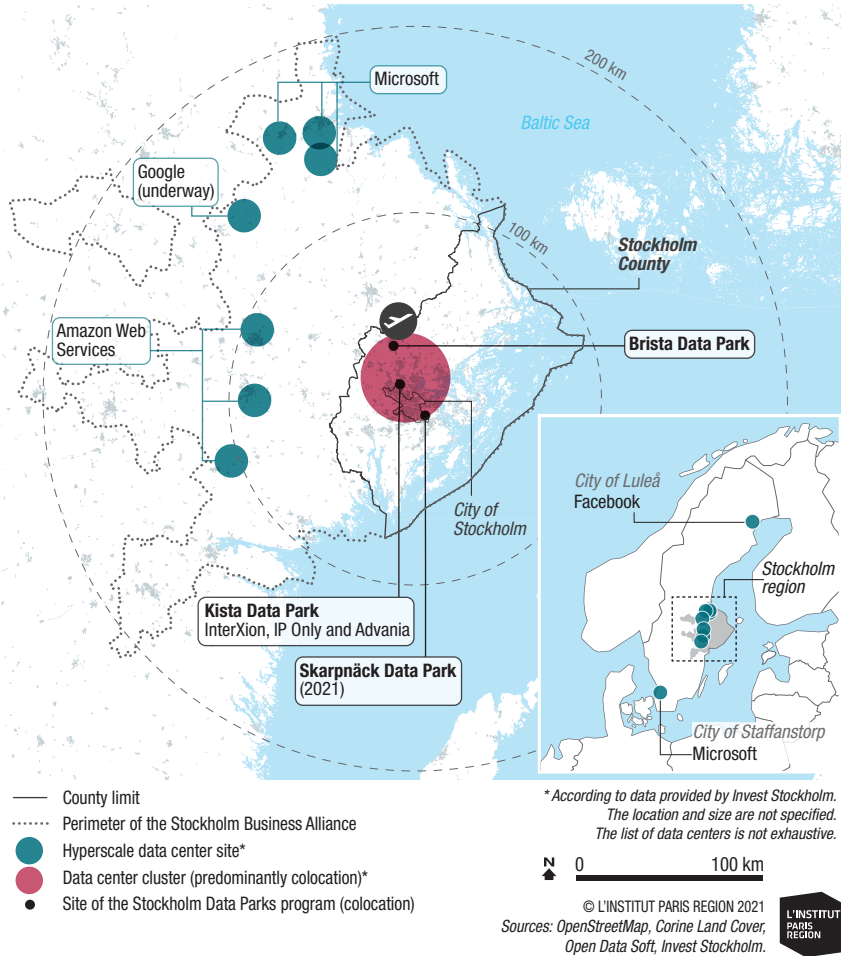 200 km
Microsoft
Baltic Sea
Google
(underway)
100 km
Stockholm
County
Amazon Web
Services
Brista Data Park
City of
Stockholm
Kista Data Park
InterXion, IP Only and Advania
Skarpnäck Data Park
(2021)
City of Luleå
Facebook
Stockholm
region
City of Staffanstorp
Microsoft
County limit
Perimeter of the Stockholm Business Alliance
Hyperscale data center site*
Data center cluster (predominantly colocation)*
Site of the Stockholm Data Parks program (colocation)
* According to data provided by Invest Stockholm.
The location and size are not specified.
The list of data centers is not exhaustive.
N 0 100 km
© L'INSTITUT PARIS REGION 2021
Sources: OpenStreetMap, Corine Land Cover,
Open Data Soft, Invest Stockholm.
L'INSTITUT
PARIS
REGION